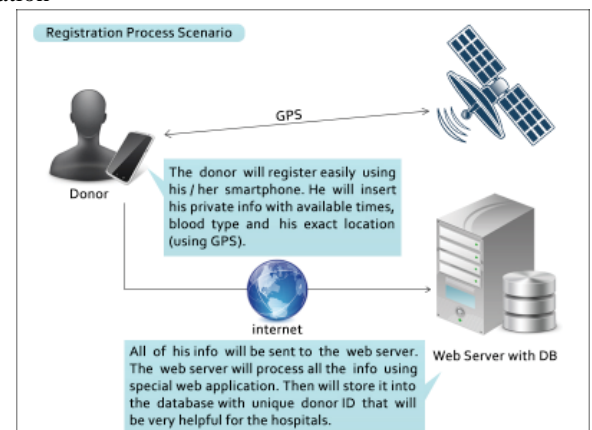 Registration Process Scenario
GPS
Donor
The donor will register easily using
his / her smartphone. He will insert
his private info with available times,
blood type and his exact location
(using GPS).
internet
Web Server with DB
All of his info will be sent to the web server.
The web server will process all the info using
special web application. Then will store it into
the database with unique donor ID that will
be very helpful for the hospitals.